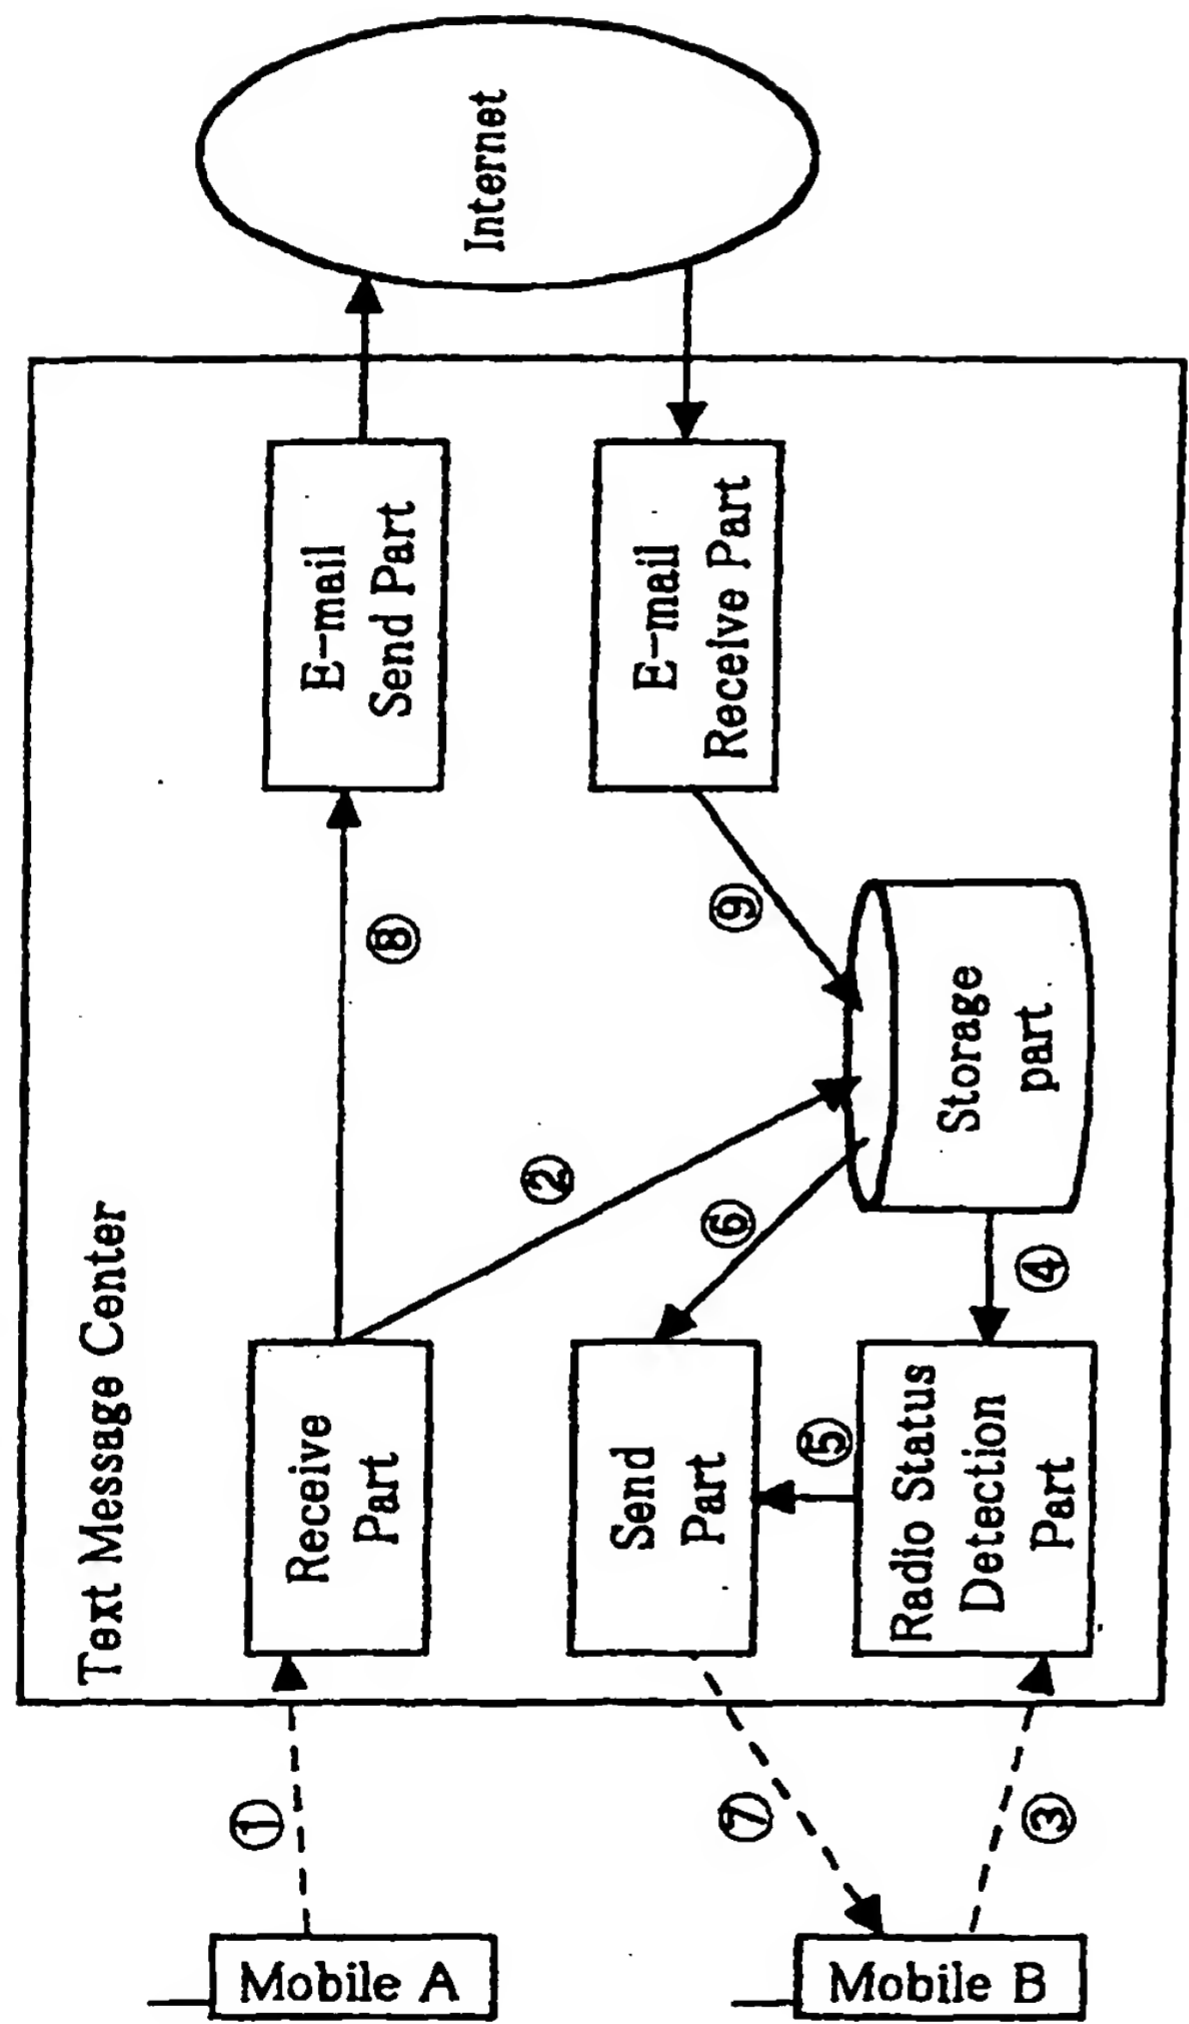 Text Message Center
Internet
E-mail
Send Part
E-mail
Receive Part
⑧
⑨
②
⑥
Storage
part
④
Receive
Part
Send
Part
⑤
Radio Status
Detection
Part
①
⑦
③
Mobile A
Mobile B